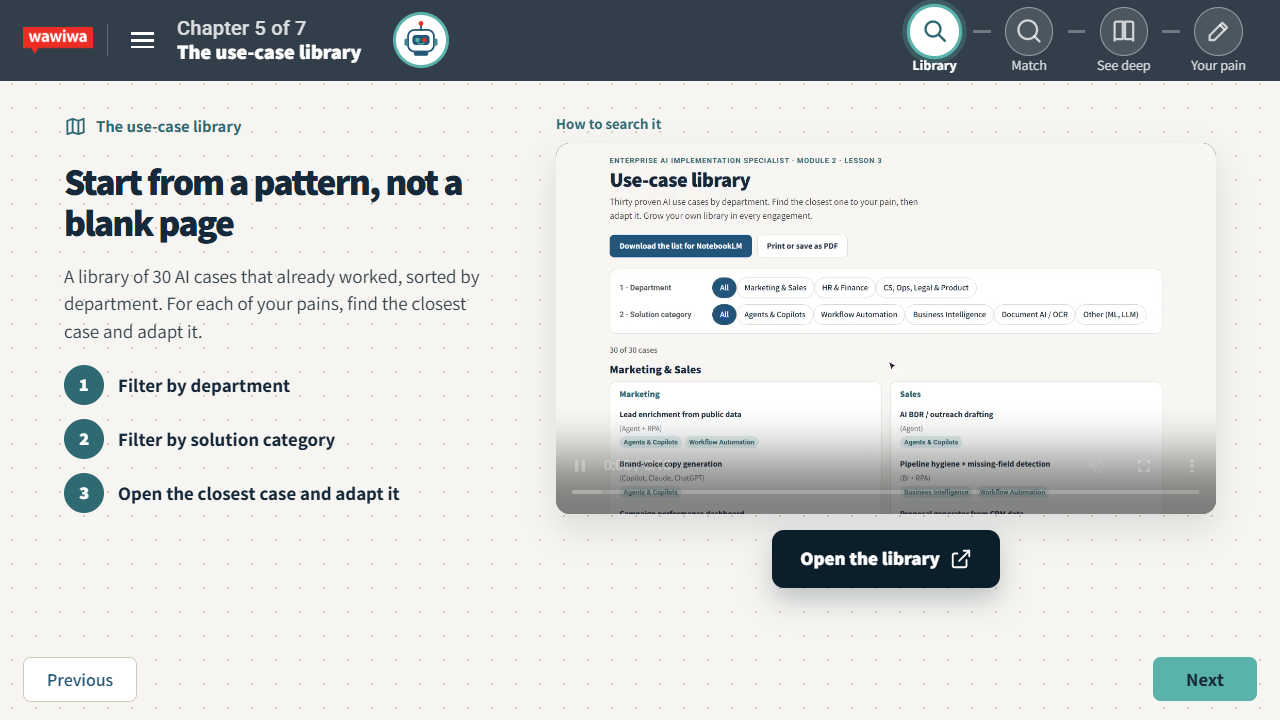 wawiwa
Chapter 5 of 7
The use-case library
Library
Match
See deep
Your pain
The use-case library
Start from a pattern, not a
blank page
A library of 30 AI cases that already worked, sorted by
department. For each of your pains, find the closest
case and adapt it.
1 Filter by department
2 Filter by solution category
3 Open the closest case and adapt it
How to search it
ENTERPRISE AI IMPLEMENTATION SPECIALIST · MODULE 2 · LESSON 3
Use-case library
Thirty proven AI use cases by department. Find the closest one to your pain, then
adapt it. Grow your own library in every engagement.
Download the list for NotebookLM
Print or save as PDF
1 · Department All Marketing & Sales HR & Finance CS, Ops, Legal & Product
2 · Solution category All Agents & Copilots Workflow Automation Business Intelligence Document AI / OCR Other (ML, LLM)
30 of 30 cases
Marketing & Sales
Marketing
Lead enrichment from public data
(Agent + RPA)
Agents & Copilots Workflow Automation
Brand-voice copy generation
(Copilot, Claude, ChatGPT)
Agents & Copilots
Campaign performance dashboard
Sales
AI BDR / outreach drafting
(Agent)
Agents & Copilots
Pipeline hygiene + missing-field detection
(BI + RPA)
Business Intelligence Workflow Automation
Proposal generator from CRM data
Open the library
Previous
Next